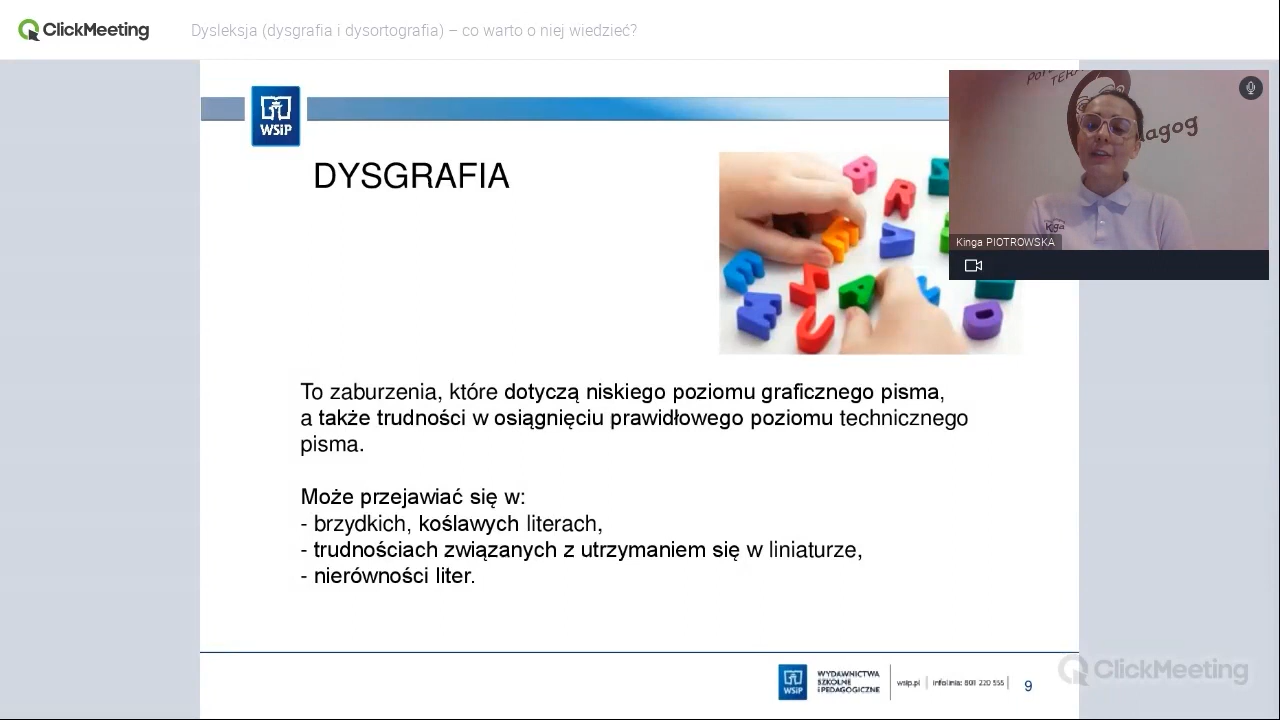 ClickMeeting
Dysleksja (dysgrafia i dysortografia) – co warto o niej wiedzieć?
WSiP
agog
Kinga PIOTROWSKA
DYSGRAFIA
To zaburzenia, które dotyczą niskiego poziomu graficznego pisma,
a także trudności w osiągnięciu prawidłowego poziomu technicznego
pisma.
Może przejawiać się w:
- brzydkich, koślawych literach,
- trudnościach związanych z utrzymaniem się w liniaturze,
- nierówności liter.
WSiP
WYDAWNICTWA
SZKOLNE
I PEDAGOGICZNE
wsip.pl | infolinia: 801 220 555 |
9
ClickMeeting